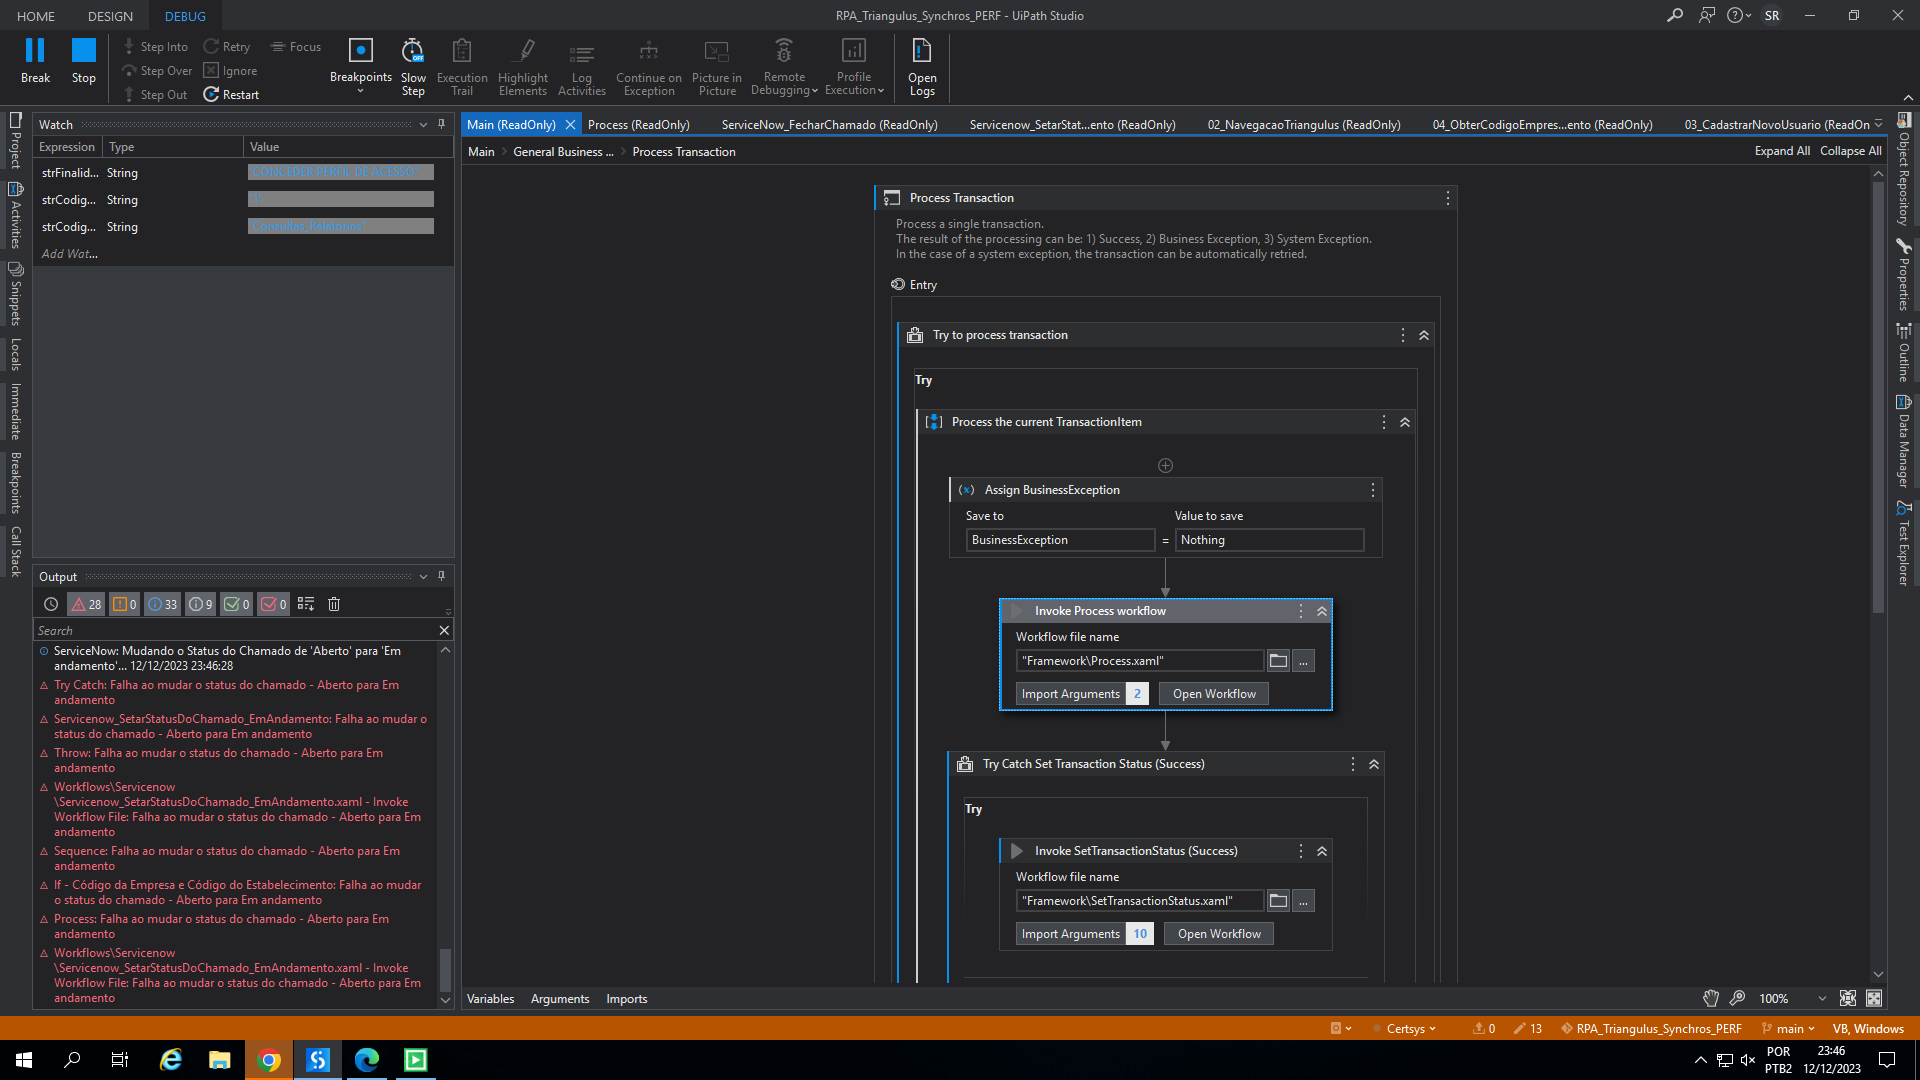 HOME DESIGN DEBUG
RPA_Triangulus_Synchros_PERF - UiPath Studio
SR
Break
Stop
Step Into
Step Over
Step Out
Retry
Ignore
Restart
Focus
Breakpoints
Slow Step
Execution Trail
Highlight Elements
Log Activities
Continue on Exception
Picture in Picture
Remote Debugging
Profile Execution
Open Logs
Project
Activities
Snippets
Locals
Immediate
Breakpoints
Call Stack
Watch
Expression Type Value
strFinalid... String "CONCEDER PERFIL DE ACESSO"
strCodig... String "1"
strCodig... String "Consultas, Relatorios"
Add Wat...
Output
28 0 33 9 0 0
Search
ServiceNow: Mudando o Status do Chamado de 'Aberto' para 'Em
andamento'... 12/12/2023 23:46:28
Try Catch: Falha ao mudar o status do chamado - Aberto para Em
andamento
Servicenow_SetarStatusDoChamado_EmAndamento: Falha ao mudar o
status do chamado - Aberto para Em andamento
Throw: Falha ao mudar o status do chamado - Aberto para Em
andamento
Workflows\Servicenow
\Servicenow_SetarStatusDoChamado_EmAndamento.xaml - Invoke
Workflow File: Falha ao mudar o status do chamado - Aberto para Em
andamento
Sequence: Falha ao mudar o status do chamado - Aberto para Em
andamento
If - Código da Empresa e Código do Estabelecimento: Falha ao mudar
o status do chamado - Aberto para Em andamento
Process: Falha ao mudar o status do chamado - Aberto para Em
andamento
Workflows\Servicenow
\Servicenow_SetarStatusDoChamado_EmAndamento.xaml - Invoke
Workflow File: Falha ao mudar o status do chamado - Aberto para Em
andamento
Main (ReadOnly) Process (ReadOnly) ServiceNow_FecharChamado (ReadOnly) Servicenow_SetarStat...ento (ReadOnly) 02_NavegacaoTriangulus (ReadOnly) 04_ObterCodigoEmpres...ento (ReadOnly) 03_CadastrarNovoUsuario (ReadOn
Main General Business ... Process Transaction
Expand All Collapse All
Process Transaction
Process a single transaction.
The result of the processing can be: 1) Success, 2) Business Exception, 3) System Exception.
In the case of a system exception, the transaction can be automatically retried.
Entry
Try to process transaction
Try
Process the current TransactionItem
Assign BusinessException
Save to Value to save
BusinessException = Nothing
Invoke Process workflow
Workflow file name
"Framework\Process.xaml" ...
Import Arguments 2 Open Workflow
Try Catch Set Transaction Status (Success)
Try
Invoke SetTransactionStatus (Success)
Workflow file name
"Framework\SetTransactionStatus.xaml" ...
Import Arguments 10 Open Workflow
Variables Arguments Imports
100%
Object Repository
Properties
Outline
Data Manager
Test Explorer
Certsys 0 13 RPA_Triangulus_Synchros_PERF main VB, Windows
POR
PTB2
23:46
12/12/2023